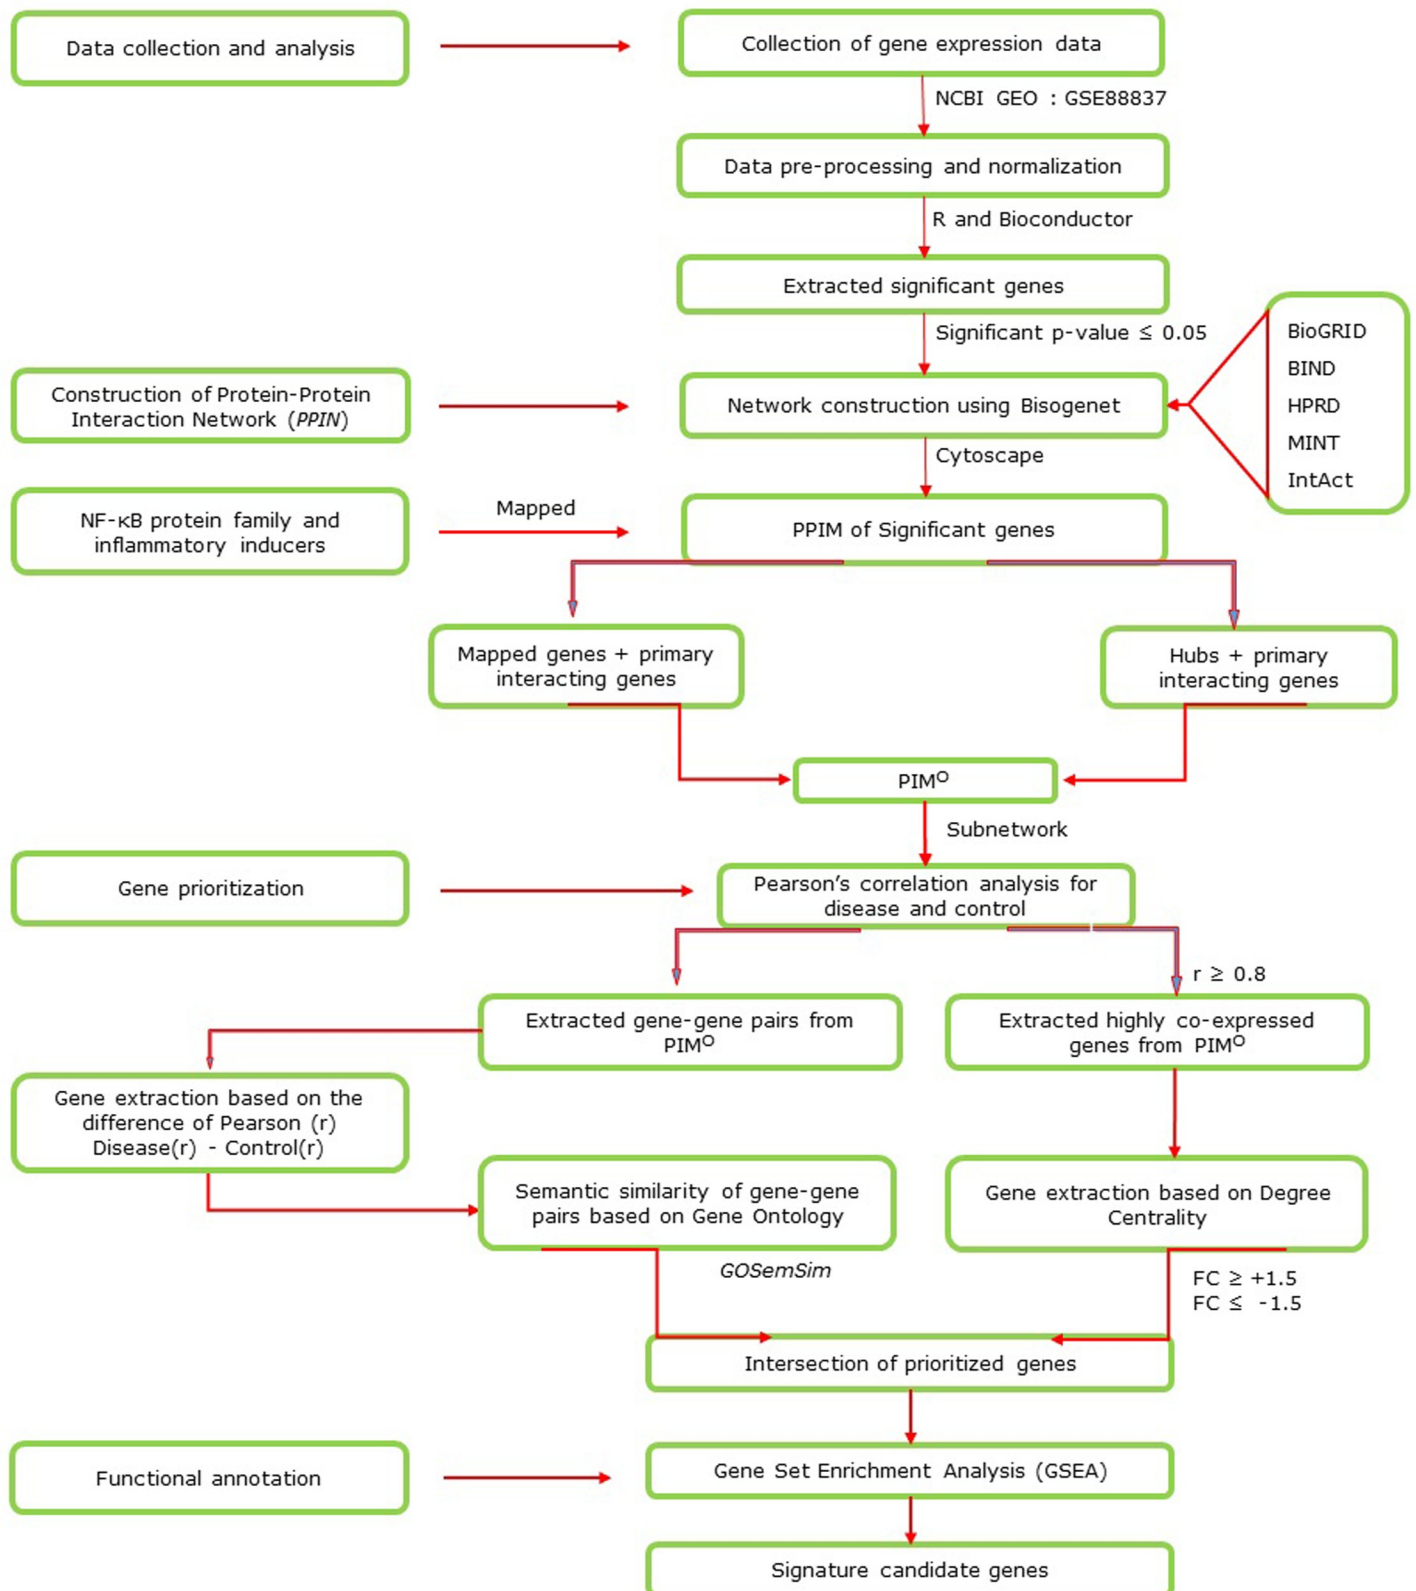 Data collection and analysis
Collection of gene expression data
NCBI GEO : GSE88837
Data pre-processing and normalization
R and Bioconductor
Extracted significant genes
Significant p-value ≤ 0.05
BioGRID
BIND
HPRD
MINT
IntAct
Construction of Protein-Protein
Interaction Network (PPIN)
Network construction using Bisogenet
Cytoscape
NF-κB protein family and
inflammatory inducers
Mapped
PPIM of Significant genes
Mapped genes + primary
interacting genes
Hubs + primary
interacting genes
PIMᴼ
Subnetwork
Gene prioritization
Pearson’s correlation analysis for
disease and control
r ≥ 0.8
Extracted gene-gene pairs from
PIMᴼ
Extracted highly co-expressed
genes from PIMᴼ
Gene extraction based on the
difference of Pearson (r)
Disease(r) - Control(r)
Semantic similarity of gene-gene
pairs based on Gene Ontology
Gene extraction based on Degree
Centrality
GOSemSim
FC ≥ +1.5
FC ≤ -1.5
Intersection of prioritized genes
Functional annotation
Gene Set Enrichment Analysis (GSEA)
Signature candidate genes